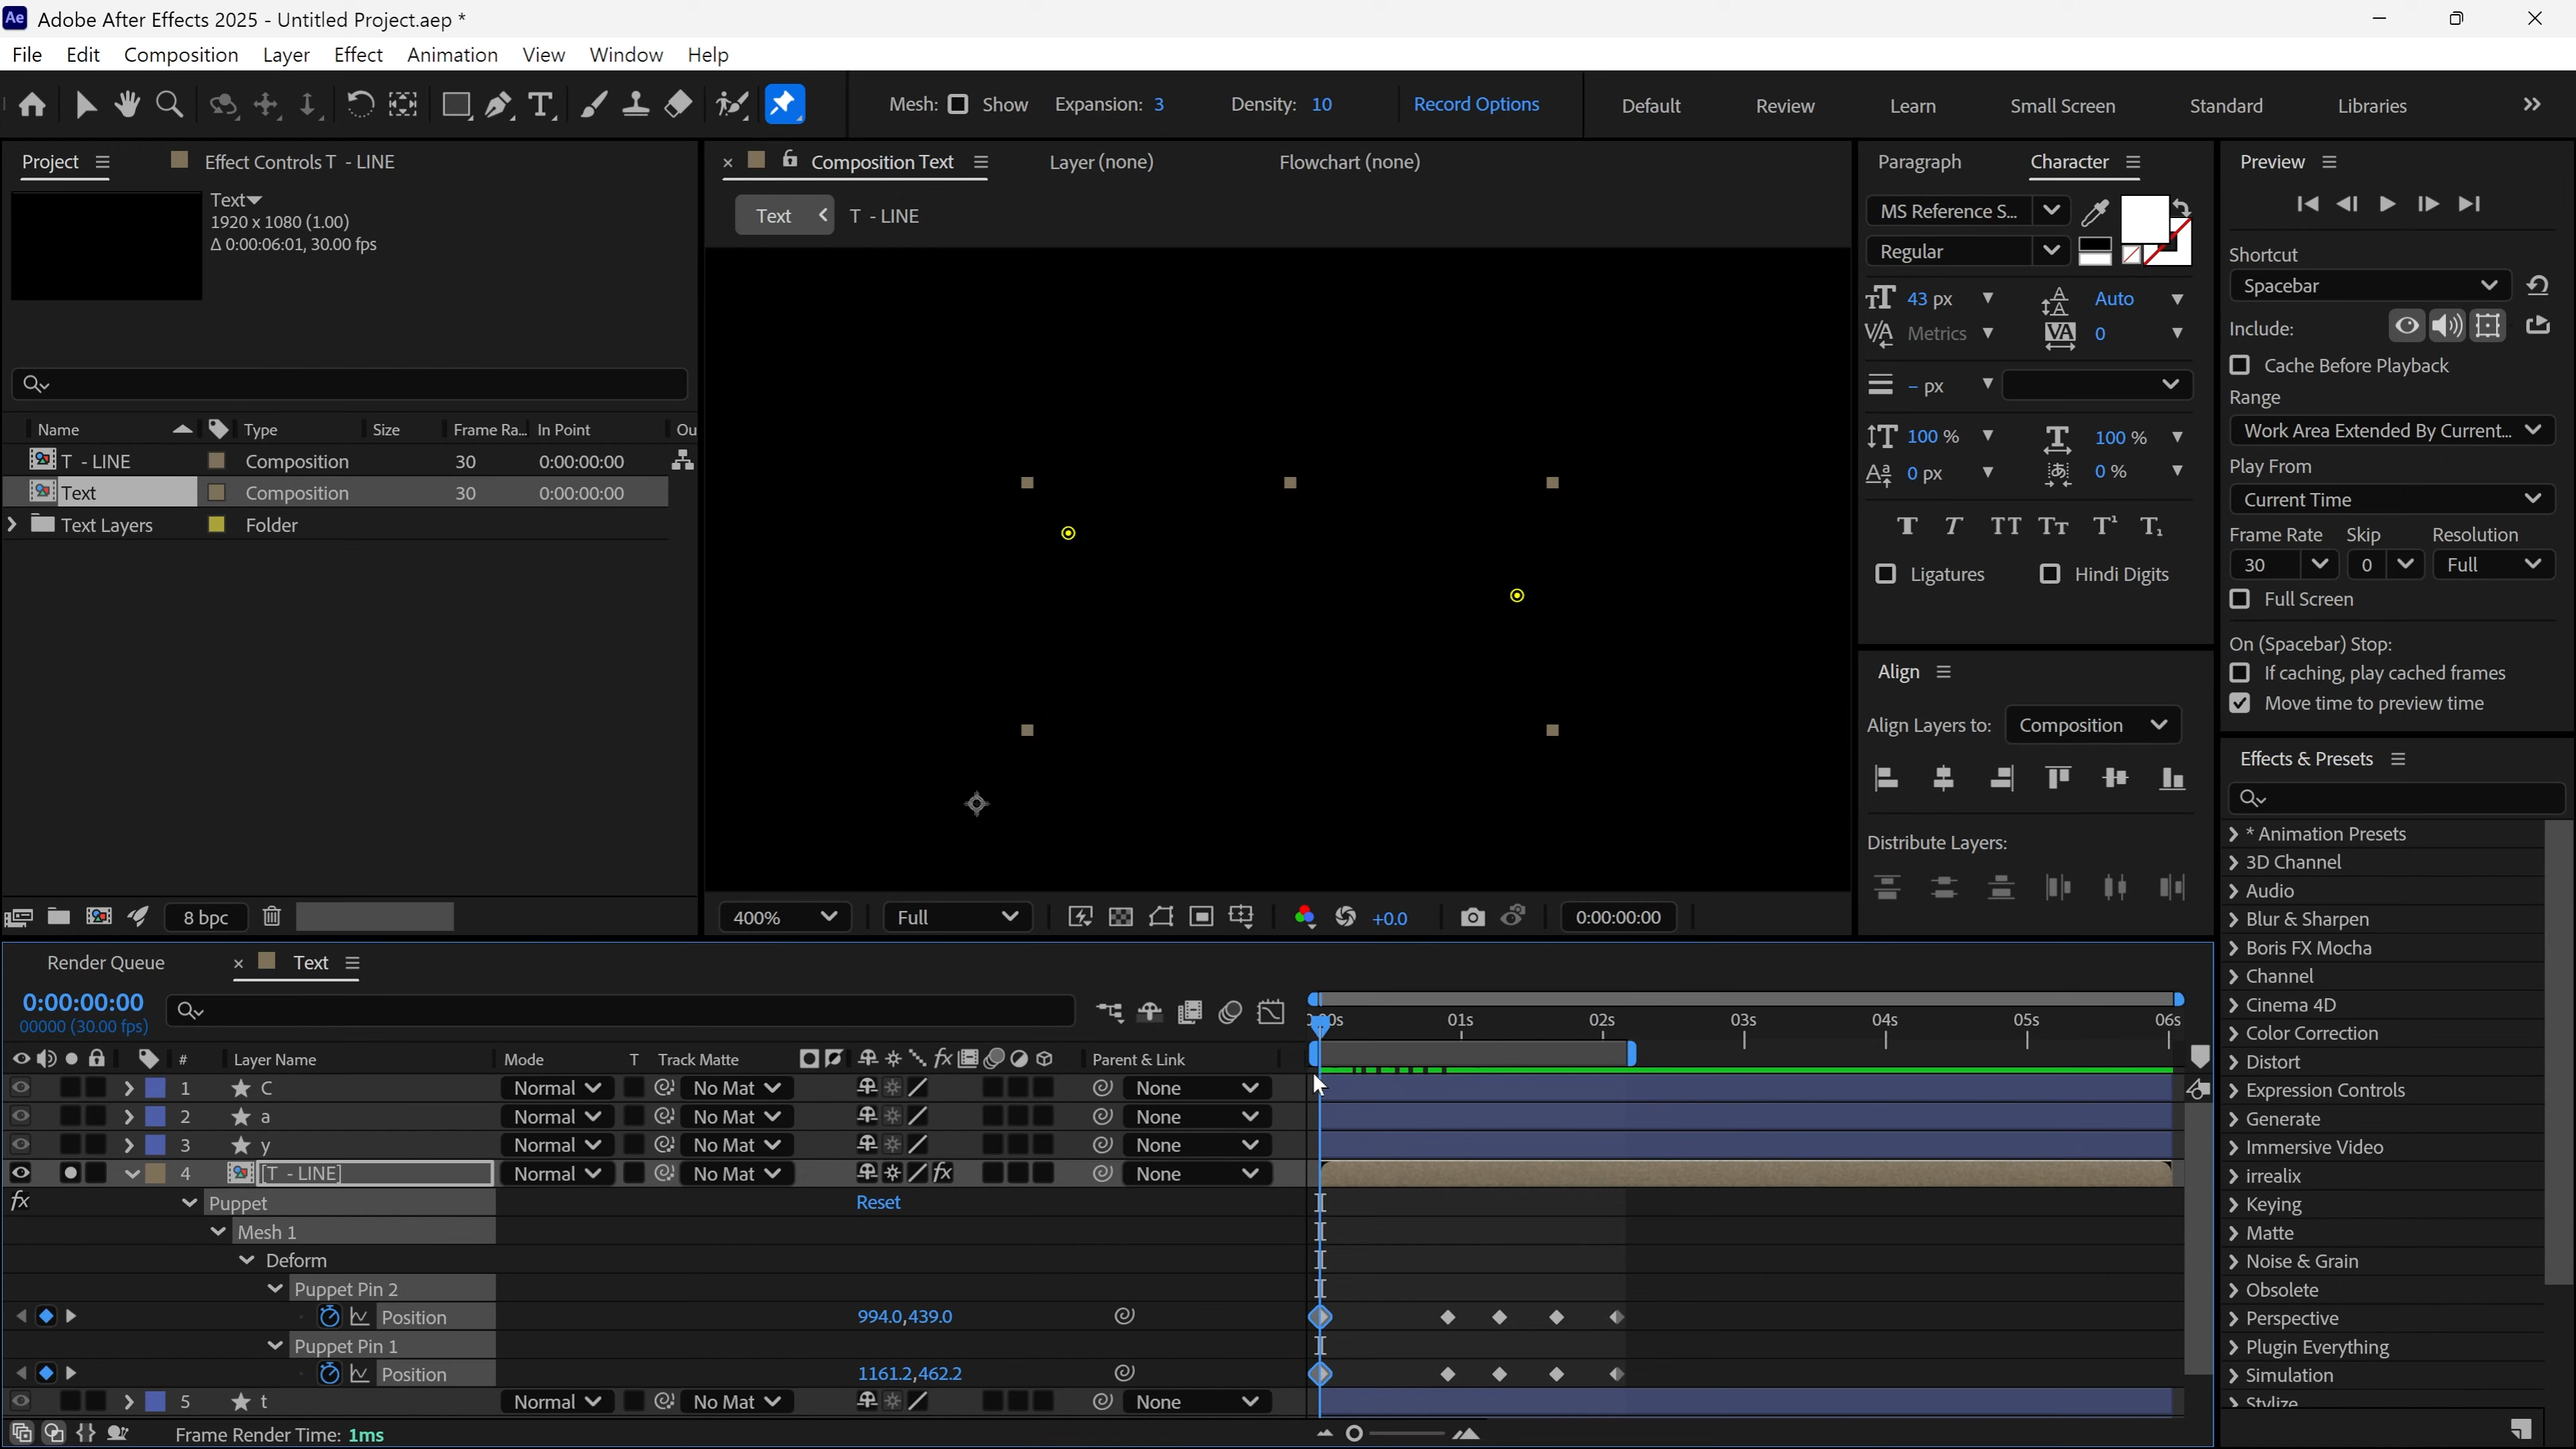 Ae Adobe After Effects 2025 - Untitled Project.aep *
File Edit Composition Layer Effect Animation View Window Help
Mesh: Show Expansion: 3 Density: 10 Record Options Default Review Learn Small Screen Standard Libraries
Project Effect Controls T - LINE
Text
1920 x 1080 (1.00)
Δ 0:00:06:01, 30.00 fps
Name Type Size Frame Ra... In Point Ou
T - LINE Composition 30 0:00:00:00
Text Composition 30 0:00:00:00
Text Layers Folder
8 bpc
Composition Text Layer (none) Flowchart (none)
Text T - LINE
400% Full +0.0 0:00:00:00
Paragraph Character
MS Reference S...
Regular
43 px Auto
Metrics 0
- px
100 % 100 %
0 px 0 %
T T TT Tт T¹ T₁
Ligatures Hindi Digits
Align
Align Layers to: Composition
Distribute Layers:
Preview
Shortcut
Spacebar
Include:
Cache Before Playback
Range
Work Area Extended By Current...
Play From
Current Time
Frame Rate Skip Resolution
30 0 Full
Full Screen
On (Spacebar) Stop:
If caching, play cached frames
Move time to preview time
Effects & Presets
* Animation Presets
3D Channel
Audio
Blur & Sharpen
Boris FX Mocha
Channel
Cinema 4D
Color Correction
Distort
Expression Controls
Generate
Immersive Video
irrealix
Keying
Matte
Noise & Grain
Obsolete
Perspective
Plugin Everything
Simulation
Stylize
Render Queue Text
0:00:00:00
00000 (30.00 fps)
01s 02s 03s 04s 05s 06s
# Layer Name Mode T Track Matte Parent & Link
1 C Normal No Mat None
2 a Normal No Mat None
3 y Normal No Mat None
4 [T - LINE] Normal No Mat None
fx Puppet Reset
Mesh 1
Deform
Puppet Pin 2
Position 994.0,439.0
Puppet Pin 1
Position 1161.2,462.2
5 t Normal No Mat None
Frame Render Time: 1ms